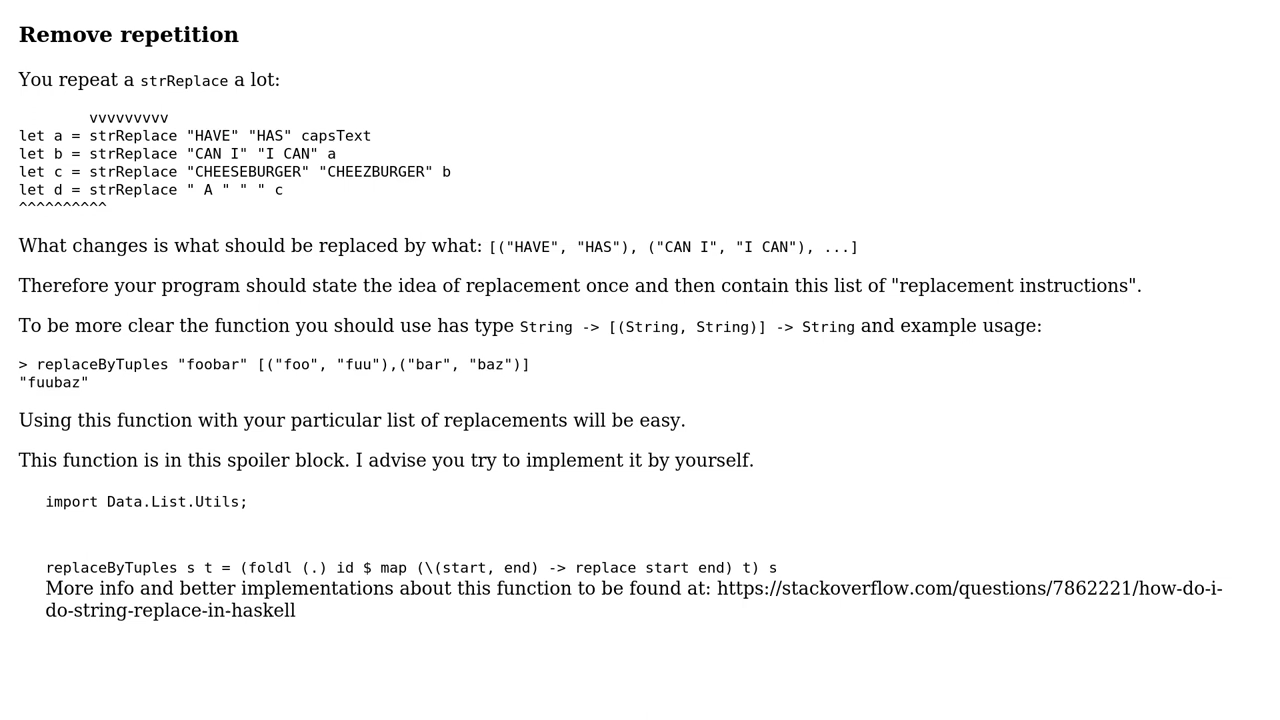 Remove repetition
You repeat a strReplace a lot:
vvvvvvvvv
let a = strReplace "HAVE" "HAS" capsText
let b = strReplace "CAN I" "I CAN" a
let c = strReplace "CHEESEBURGER" "CHEEZBURGER" b
let d = strReplace " A " " " c
^^^^^^^^^^
What changes is what should be replaced by what: [("HAVE", "HAS"), ("CAN I", "I CAN"), ...]
Therefore your program should state the idea of replacement once and then contain this list of "replacement instructions".
To be more clear the function you should use has type String -> [(String, String)] -> String and example usage:
> replaceByTuples "foobar" [("foo", "fuu"),("bar", "baz")]
"fuubaz"
Using this function with your particular list of replacements will be easy.
This function is in this spoiler block. I advise you try to implement it by yourself.
import Data.List.Utils;
replaceByTuples s t = (foldl (.) id $ map (\(start, end) -> replace start end) t) s
More info and better implementations about this function to be found at: https://stackoverflow.com/questions/7862221/how-do-i-
do-string-replace-in-haskell